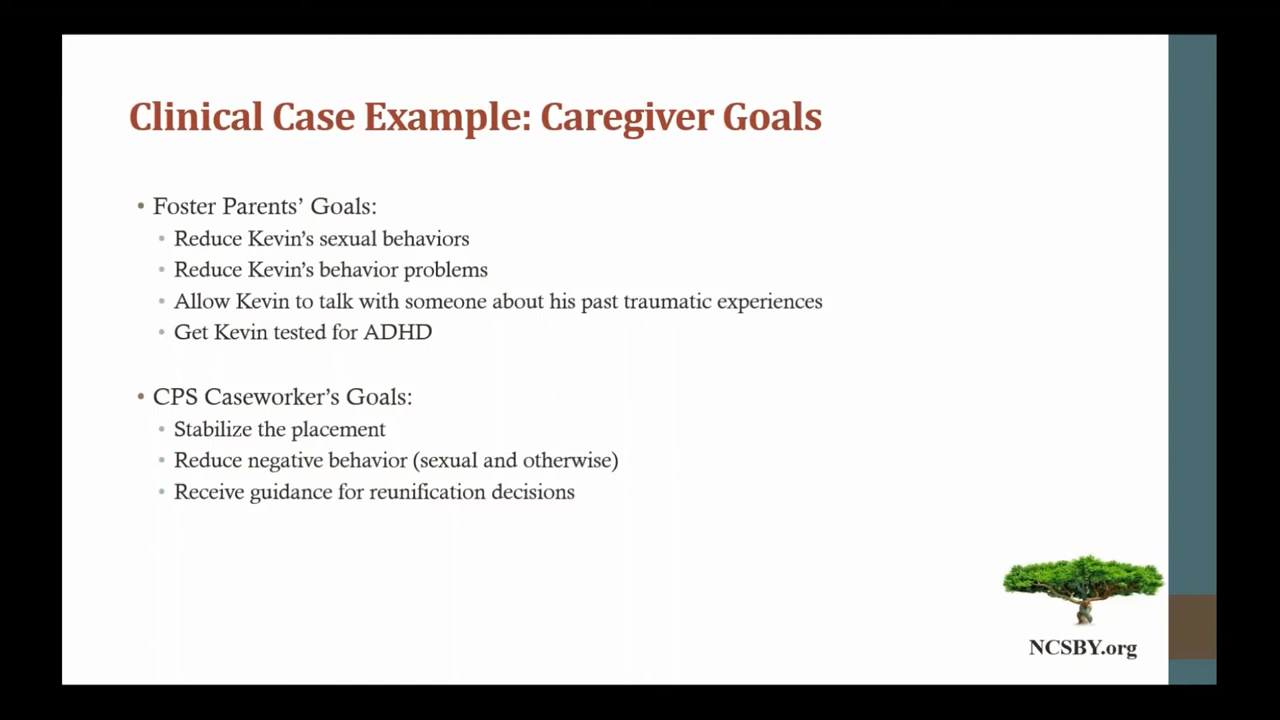 Clinical Case Example: Caregiver Goals
• Foster Parents’ Goals:
• Reduce Kevin’s sexual behaviors
• Reduce Kevin’s behavior problems
• Allow Kevin to talk with someone about his past traumatic experiences
• Get Kevin tested for ADHD
• CPS Caseworker’s Goals:
• Stabilize the placement
• Reduce negative behavior (sexual and otherwise)
• Receive guidance for reunification decisions
NCSBY.org